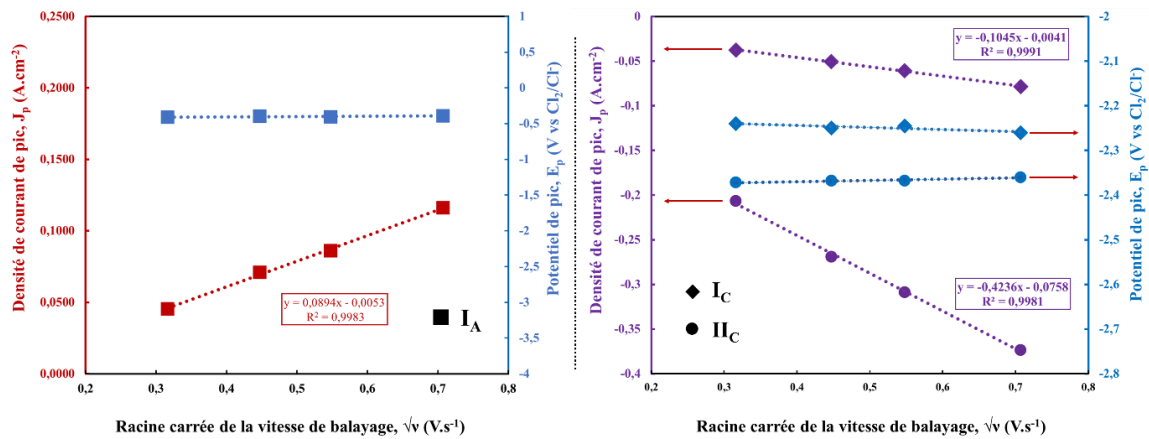 Densité de courant de pic, Jp (A.cm-2)
0,2500
0,2000
0,1500
0,1000
0,0500
0,0000
y = 0,0894x - 0,0053
R² = 0,9983
IA
0,2 0,3 0,4 0,5 0,6 0,7 0,8
Racine carrée de la vitesse de balayage, √ν (V.s-1)
1
0,5
0
-0,5
-1
-1,5
-2
-2,5
-3
-3,5
-4
Potentiel de pic, Ep (V vs Cl2/Cl-)
Densité de courant de pic, Jp (A.cm-2)
0
-0,05
-0,1
-0,15
-0,2
-0,25
-0,3
-0,35
-0,4
y = -0,1045x - 0,0041
R² = 0,9991
y = -0,4236x - 0,0758
R² = 0,9981
IC
IIC
0,2 0,3 0,4 0,5 0,6 0,7 0,8
Racine carrée de la vitesse de balayage, √ν (V.s-1)
-2
-2,1
-2,2
-2,3
-2,4
-2,5
-2,6
-2,7
-2,8
Potentiel de pic, Ep (V vs Cl2/Cl-)